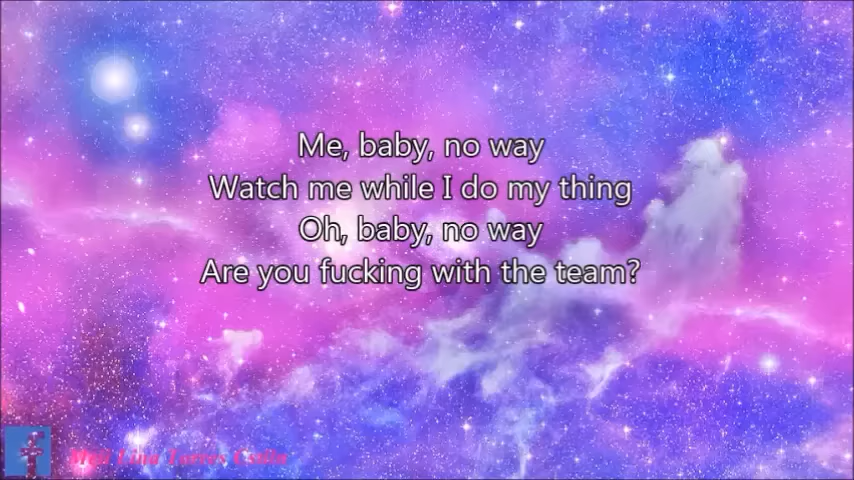 Me, baby, no way
Watch me while I do my thing
Oh, baby, no way
Are you fucking with the team?